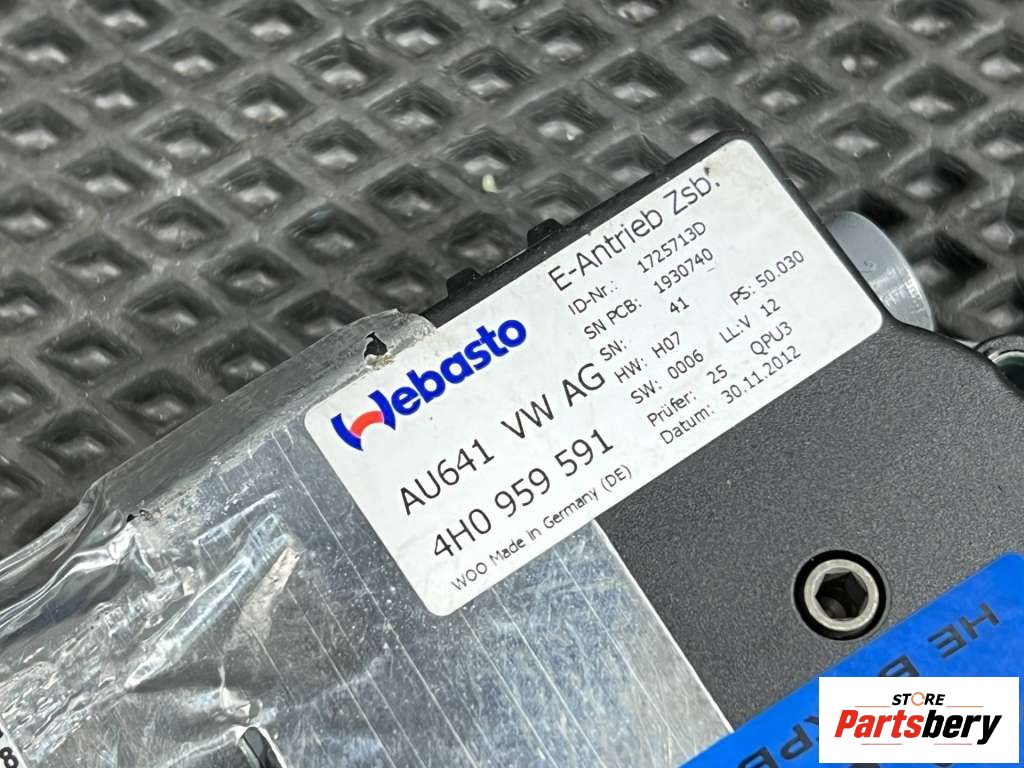 Webasto
E-Antrieb Zsb.
AU641 VW AG
4H0 959 591
WOO Made in Germany (DE)
ID-Nr.: 1725713D
SN PCB: 1930740
SN: 41
HW: H07 PS: 50.030
SW: 0006 LL:V 12
Prüfer: 25 QPU3
Datum: 30.11.2012
НЕ В
8
STORE
Partsbery